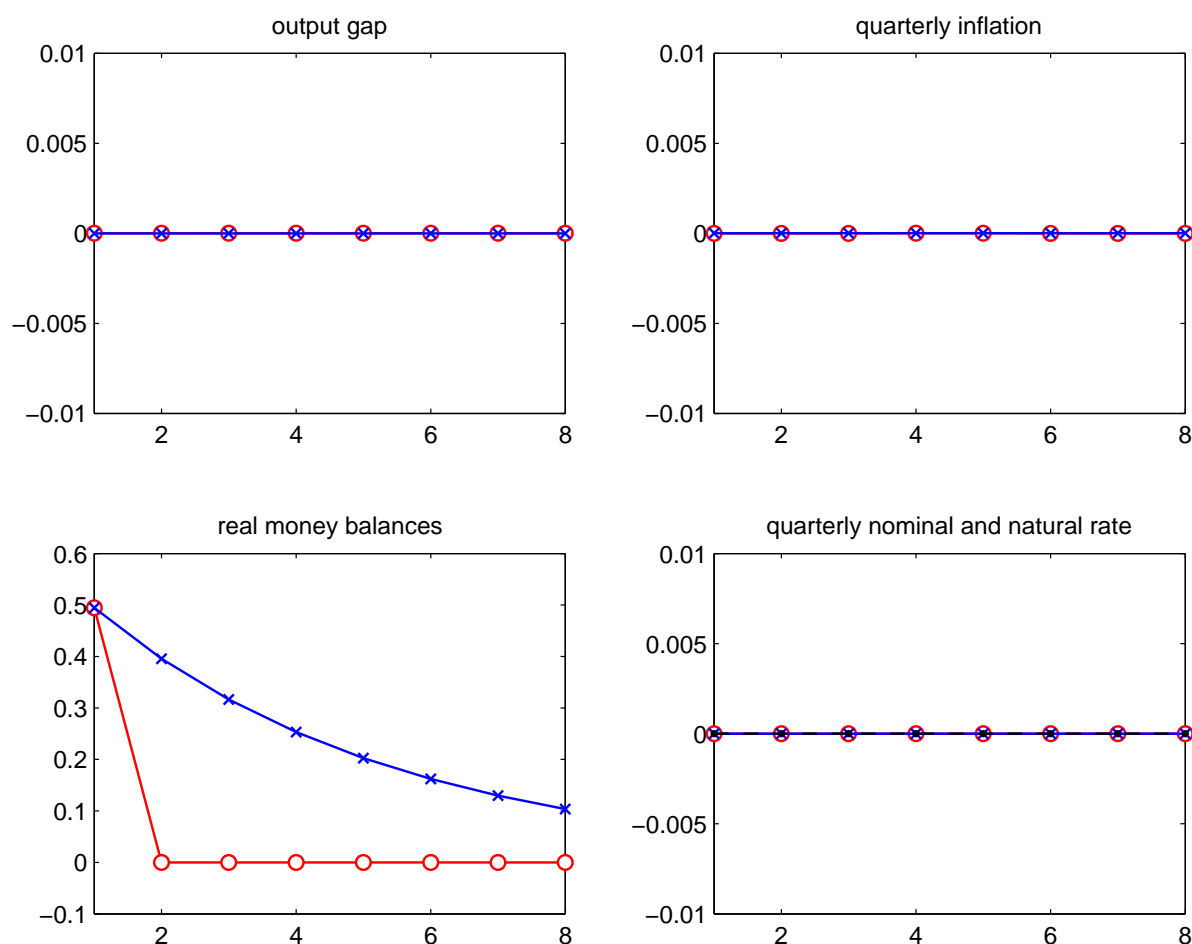 output gap
0.01
0.005
0
−0.005
−0.01
2 4 6 8
quarterly inflation
0.01
0.005
0
−0.005
−0.01
2 4 6 8
real money balances
0.6
0.5
0.4
0.3
0.2
0.1
0
−0.1
2 4 6 8
quarterly nominal and natural rate
0.01
0.005
0
−0.005
−0.01
2 4 6 8